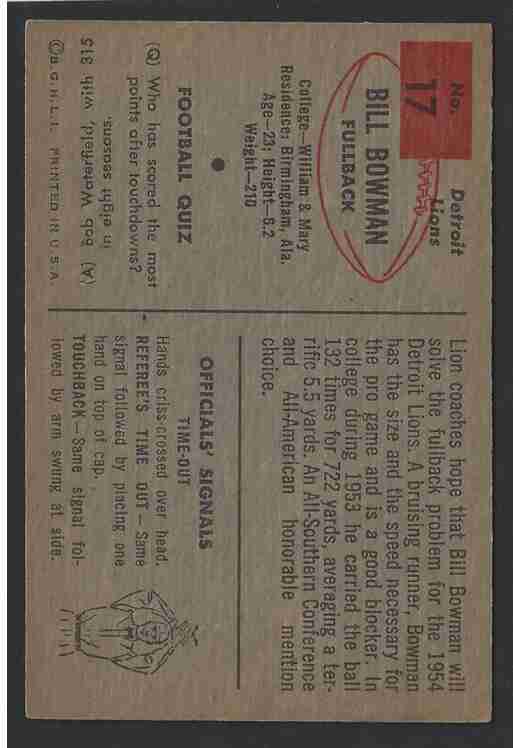 No.
17
Detroit
Lions
BILL BOWMAN
FULLBACK
College—William & Mary
Residence: Birmingham, Ala.
Age—23; Height—6.2
Weight—210
FOOTBALL QUIZ
(Q) Who has scored the most
points after touchdowns?
(A) Bob Waterfield, with 315
in eight seasons.
©B.G.H.L.I. PRINTED IN U.S.A.
Lion coaches hope that Bill Bowman will
solve the fullback problem for the 1954
Detroit Lions. A bruising runner, Bowman
has the size and the speed necessary for
the pro game and is a good blocker. In
college during 1953 he carried the ball
132 times for 722 yards, averaging a ter-
rific 5.5 yards. An All-Southern Conference
and All-American honorable mention
choice.
OFFICIALS' SIGNALS
TIME-OUT
Hands criss-crossed over head.
REFEREE'S TIME OUT—Same
signal followed by placing one
hand on top of cap.
TOUCHBACK—Same signal fol-
lowed by arm swung at side.